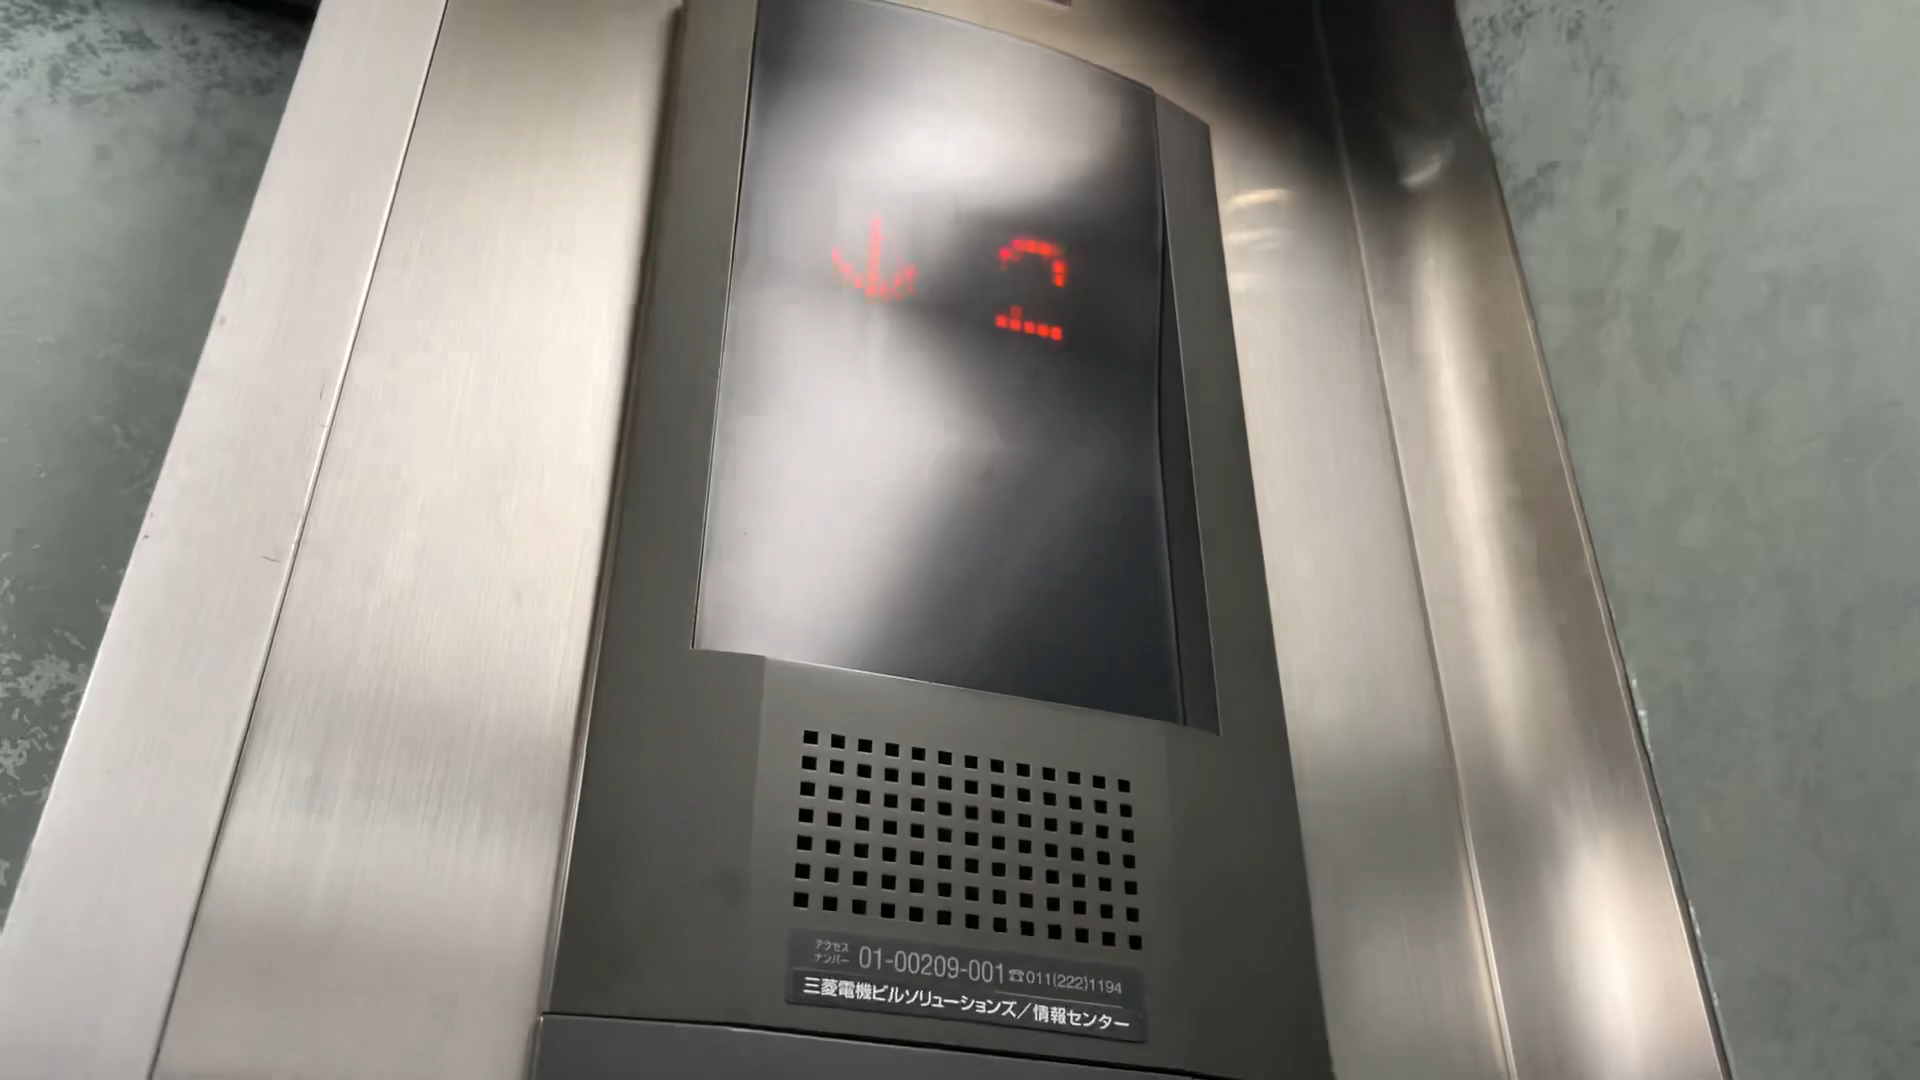 ↓ 2
アクセス
ナンバー 01-00209-001 ☎011(222)1194
三菱電機ビルソリューションズ/情報センター